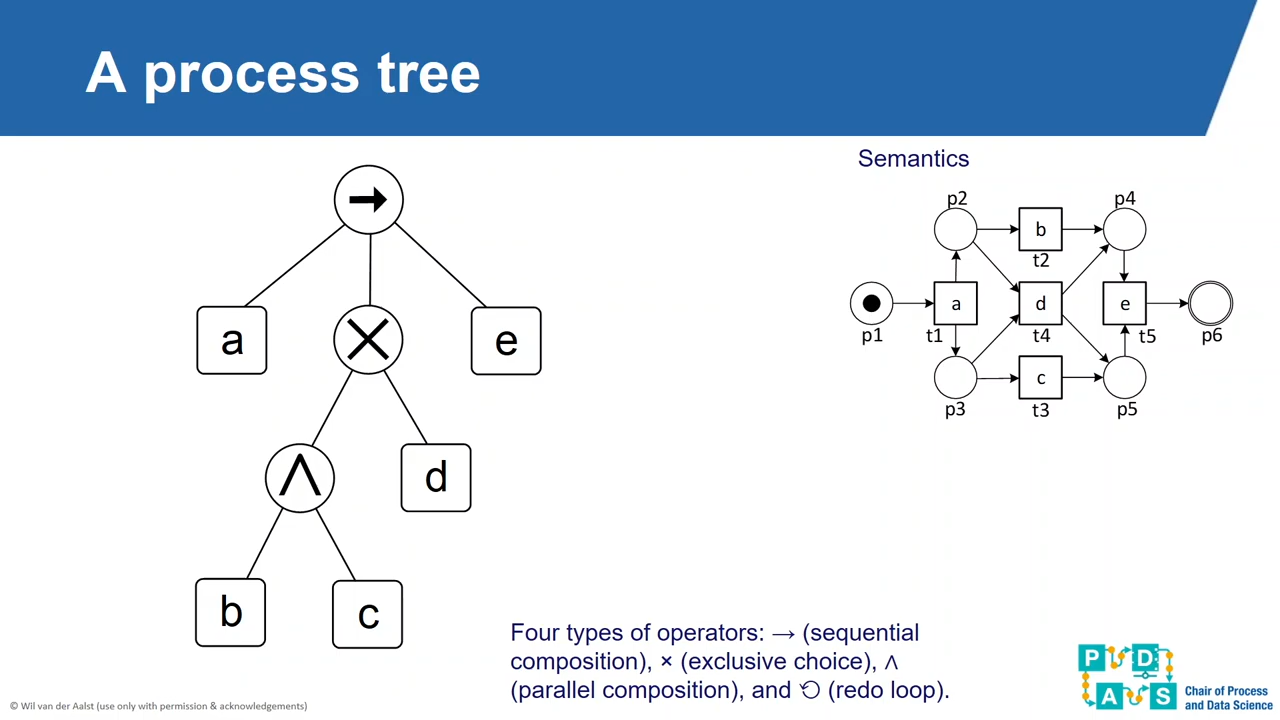 A process tree
Semantics
→
a
×
e
∧
d
b
c
p2
p4
b
t2
a
d
e
p1
t1
t4
t5
p6
c
p3
t3
p5
Four types of operators: → (sequential
composition), × (exclusive choice), ∧
(parallel composition), and ⟲ (redo loop).
P D
A S
Chair of Process
and Data Science
© Wil van der Aalst (use only with permission & acknowledgements)